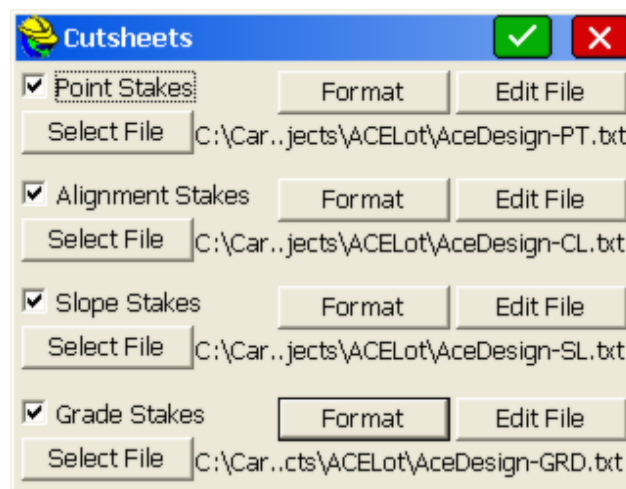 Cutsheets
Point Stakes Format Edit File
Select File C:\Car..jects\ACELot\AceDesign-PT.txt
Alignment Stakes Format Edit File
Select File C:\Car..jects\ACELot\AceDesign-CL.txt
Slope Stakes Format Edit File
Select File C:\Car..jects\ACELot\AceDesign-SL.txt
Grade Stakes Format Edit File
Select File C:\Car..cts\ACELot\AceDesign-GRD.txt